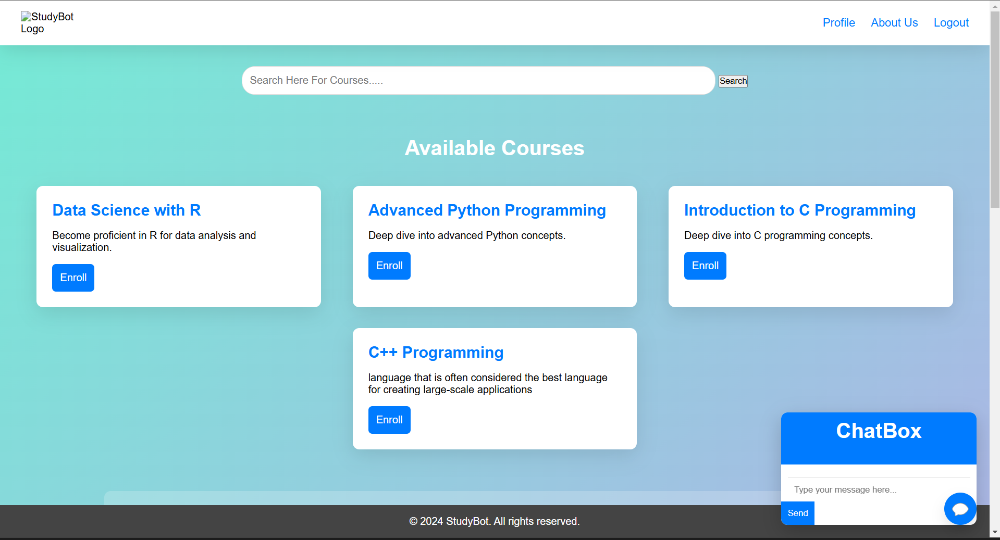 StudyBot
Logo
Profile
About Us
Logout
Search Here For Courses.....
Search
Available Courses
Data Science with R
Become proficient in R for data analysis and
visualization.
Enroll
Advanced Python Programming
Deep dive into advanced Python concepts.
Enroll
Introduction to C Programming
Deep dive into C programming concepts.
Enroll
C++ Programming
language that is often considered the best language
for creating large-scale applications
Enroll
ChatBox
Type your message here...
Send
© 2024 StudyBot. All rights reserved.